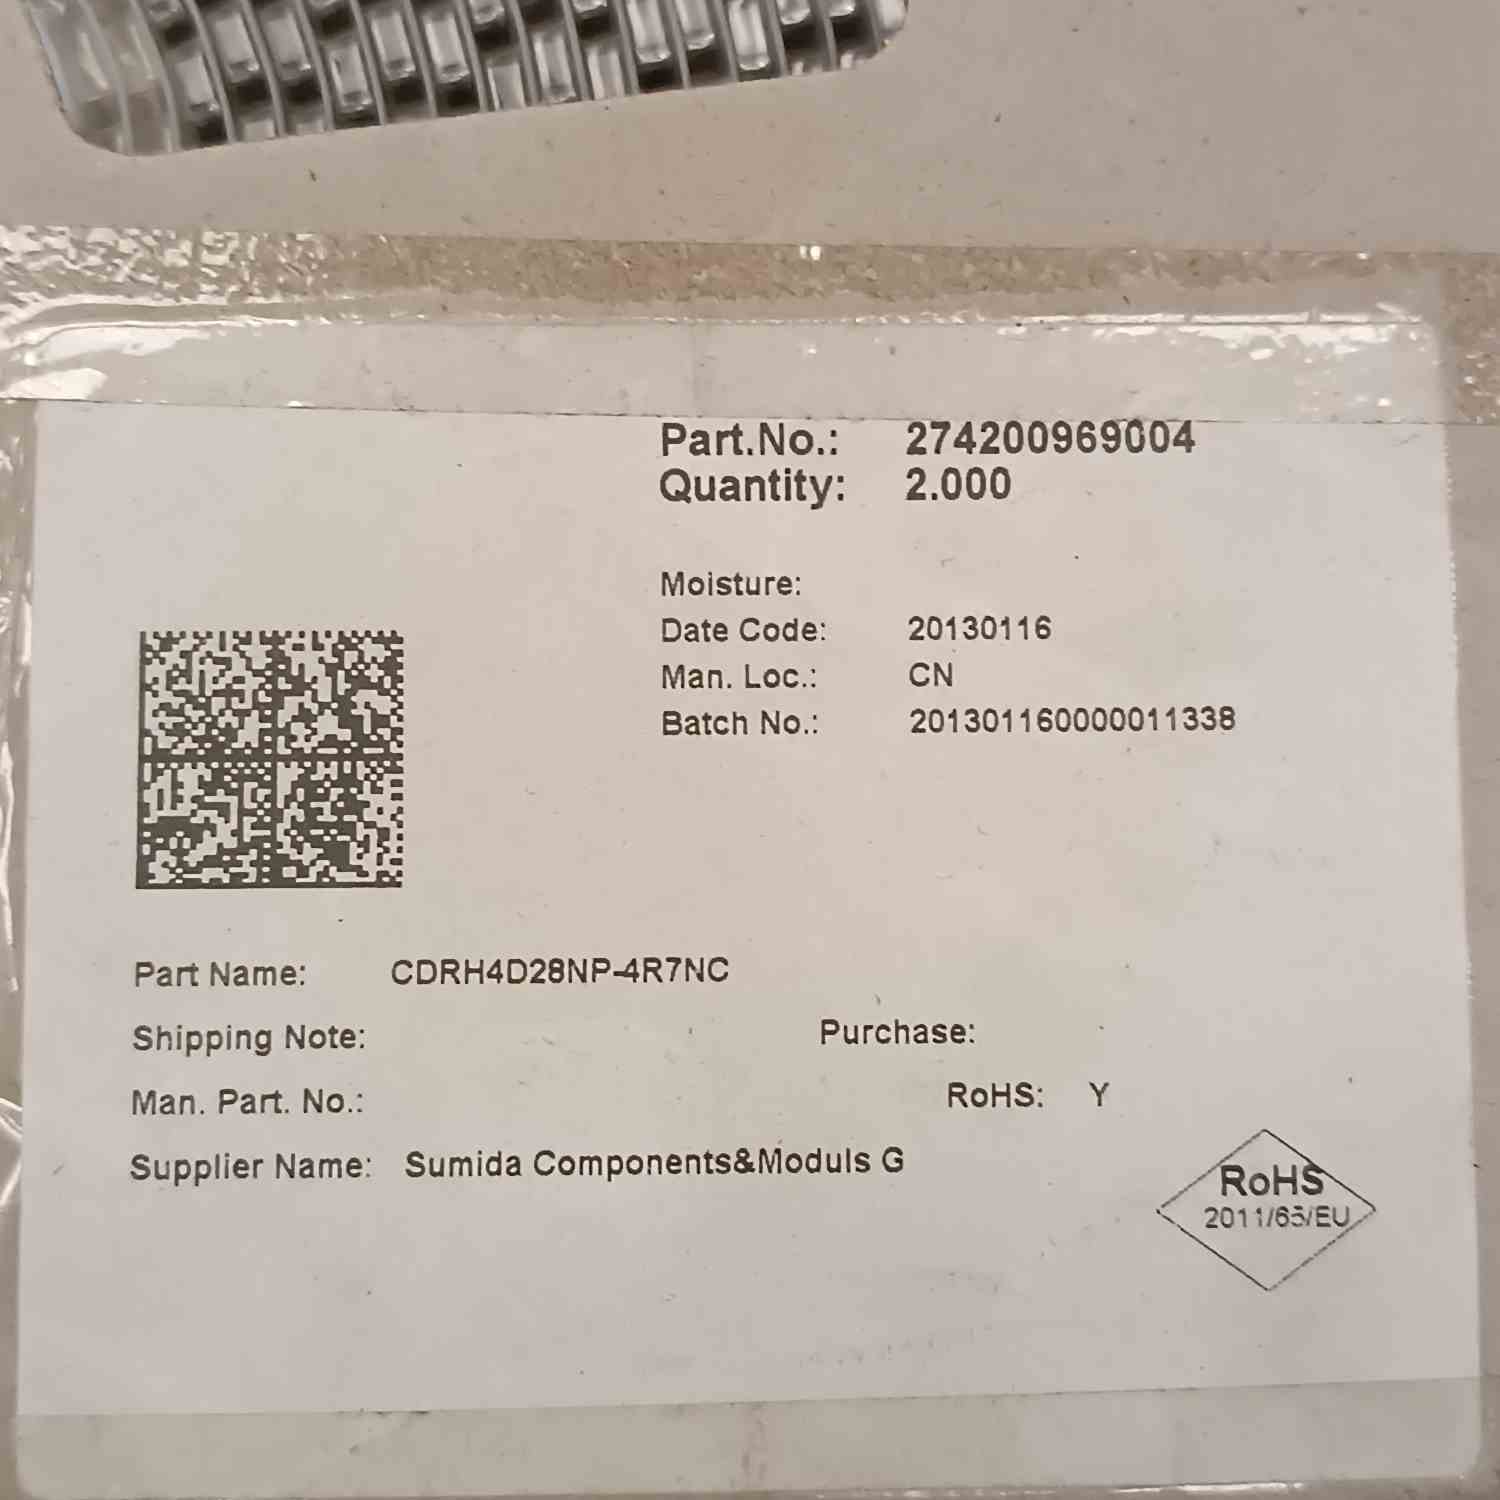 Part.No.: 274200969004
Quantity: 2.000
Moisture:
Date Code: 20130116
Man. Loc.: CN
Batch No.: 201301160000011338
Part Name: CDRH4D28NP-4R7NC
Shipping Note:
Purchase:
Man. Part. No.:
RoHS: Y
Supplier Name: Sumida Components&Moduls G
RoHS
2011/65/EU